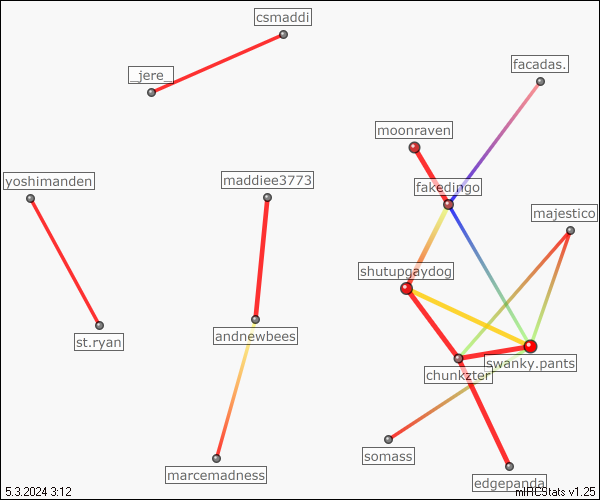 csmaddi
_jere_
facadas.
moonraven
yoshimanden
maddiee3773
fakedingo
majestico
shutupgaydog
st.ryan
andnewbees
swanky.pants
chunkzter
somass
marcemadness
edgepanda
5.3.2024 3:12
mIRCStats v1.25